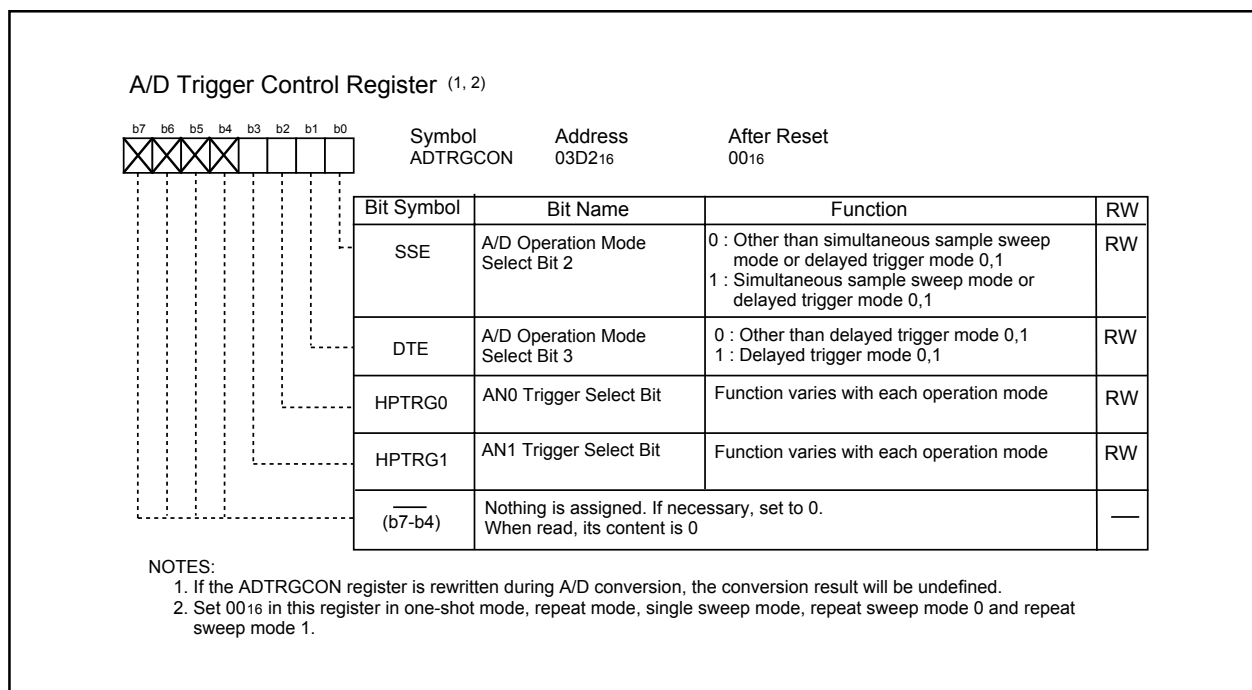 A/D Trigger Control Register (1, 2)
b7 b6 b5 b4 b3 b2 b1 b0
Symbol Address After Reset
ADTRGCON 03D216 0016
Bit Symbol Bit Name Function RW
SSE A/D Operation Mode Select Bit 2 0 : Other than simultaneous sample sweep mode or delayed trigger mode 0,1 RW
1 : Simultaneous sample sweep mode or delayed trigger mode 0,1
DTE A/D Operation Mode Select Bit 3 0 : Other than delayed trigger mode 0,1 RW
1 : Delayed trigger mode 0,1
HPTRG0 AN0 Trigger Select Bit Function varies with each operation mode RW
HPTRG1 AN1 Trigger Select Bit Function varies with each operation mode RW
(b7-b4) Nothing is assigned. If necessary, set to 0.
When read, its content is 0
NOTES:
1. If the ADTRGCON register is rewritten during A/D conversion, the conversion result will be undefined.
2. Set 0016 in this register in one-shot mode, repeat mode, single sweep mode, repeat sweep mode 0 and repeat
sweep mode 1.